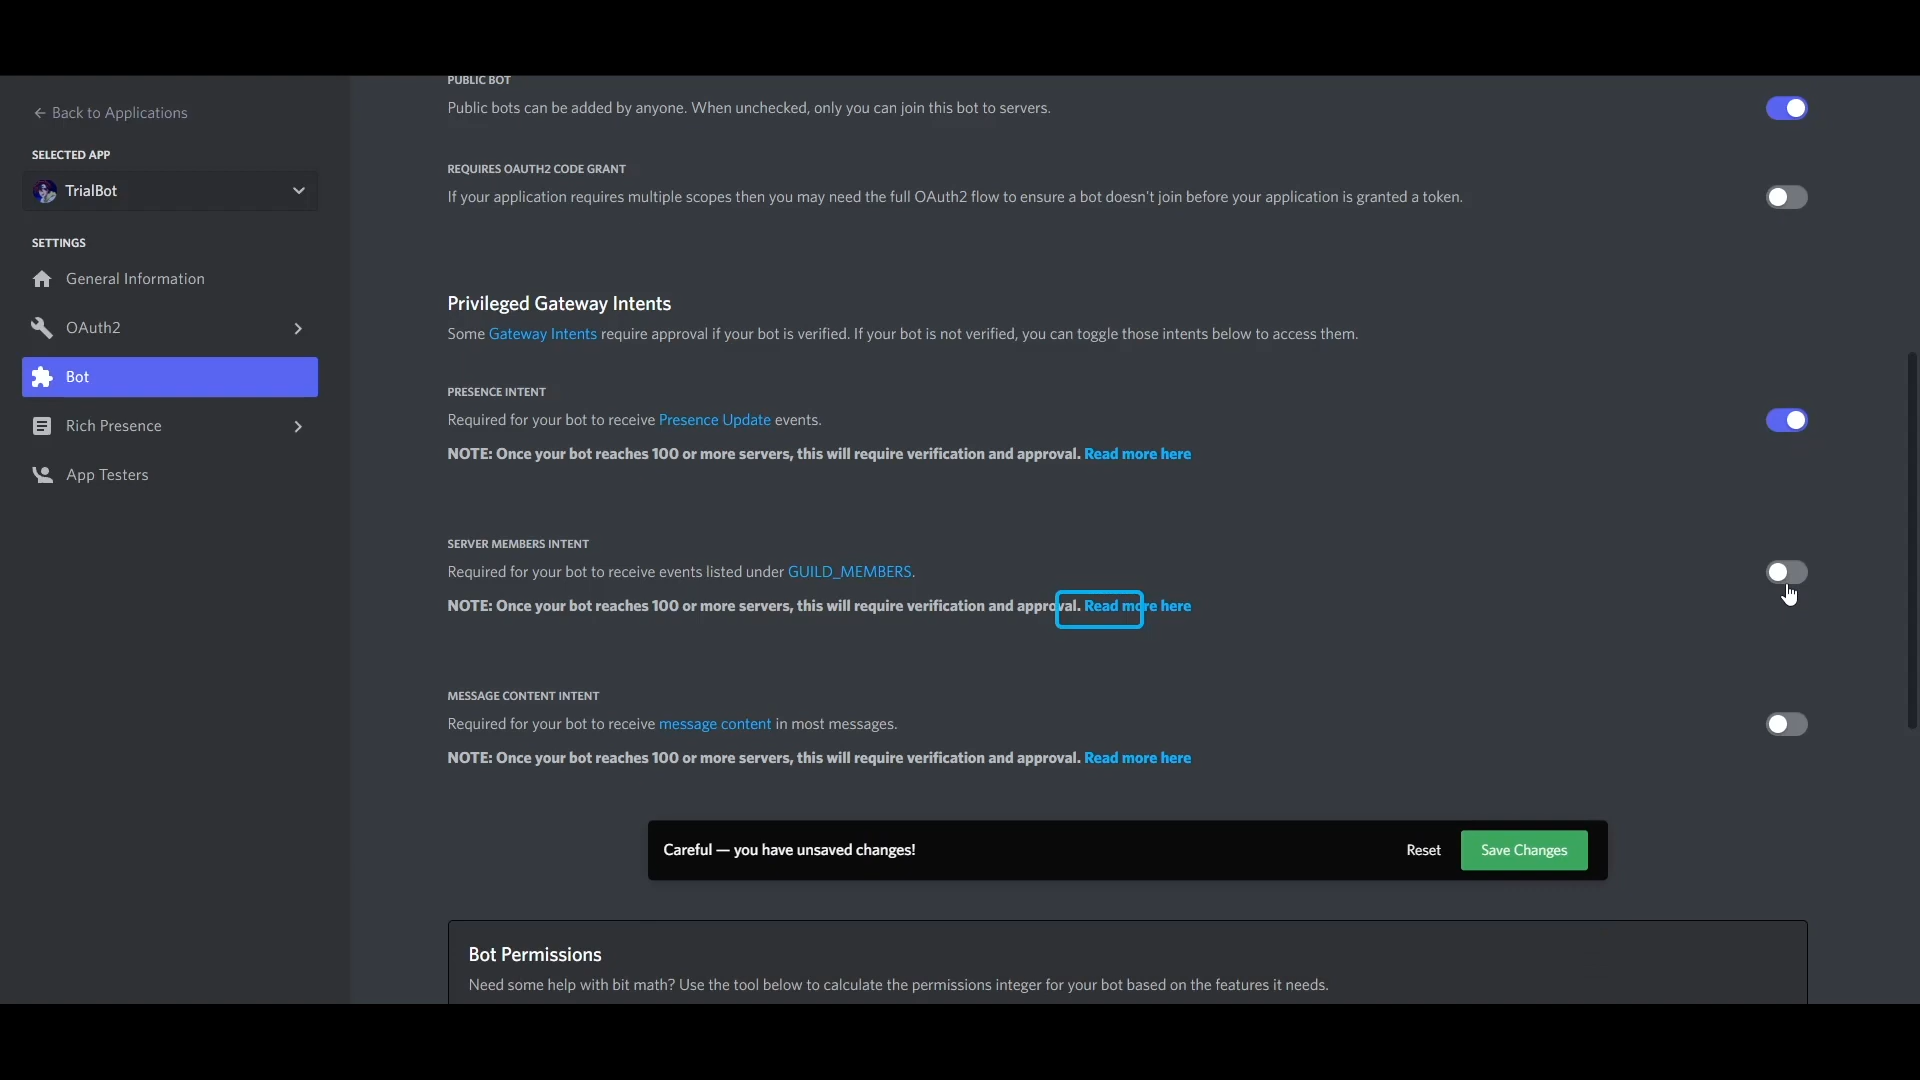 Back to Applications
SELECTED APP
TrialBot
SETTINGS
General Information
OAuth2
Bot
Rich Presence
App Testers
PUBLIC BOT
Public bots can be added by anyone. When unchecked, only you can join this bot to servers.
REQUIRES OAUTH2 CODE GRANT
If your application requires multiple scopes then you may need the full OAuth2 flow to ensure a bot doesn't join before your application is granted a token.
Privileged Gateway Intents
Some Gateway Intents require approval if your bot is verified. If your bot is not verified, you can toggle those intents below to access them.
PRESENCE INTENT
Required for your bot to receive Presence Update events.
NOTE: Once your bot reaches 100 or more servers, this will require verification and approval. Read more here
SERVER MEMBERS INTENT
Required for your bot to receive events listed under GUILD_MEMBERS.
NOTE: Once your bot reaches 100 or more servers, this will require verification and approval. Read more here
MESSAGE CONTENT INTENT
Required for your bot to receive message content in most messages.
NOTE: Once your bot reaches 100 or more servers, this will require verification and approval. Read more here
Careful — you have unsaved changes! Reset Save Changes
Bot Permissions
Need some help with bit math? Use the tool below to calculate the permissions integer for your bot based on the features it needs.